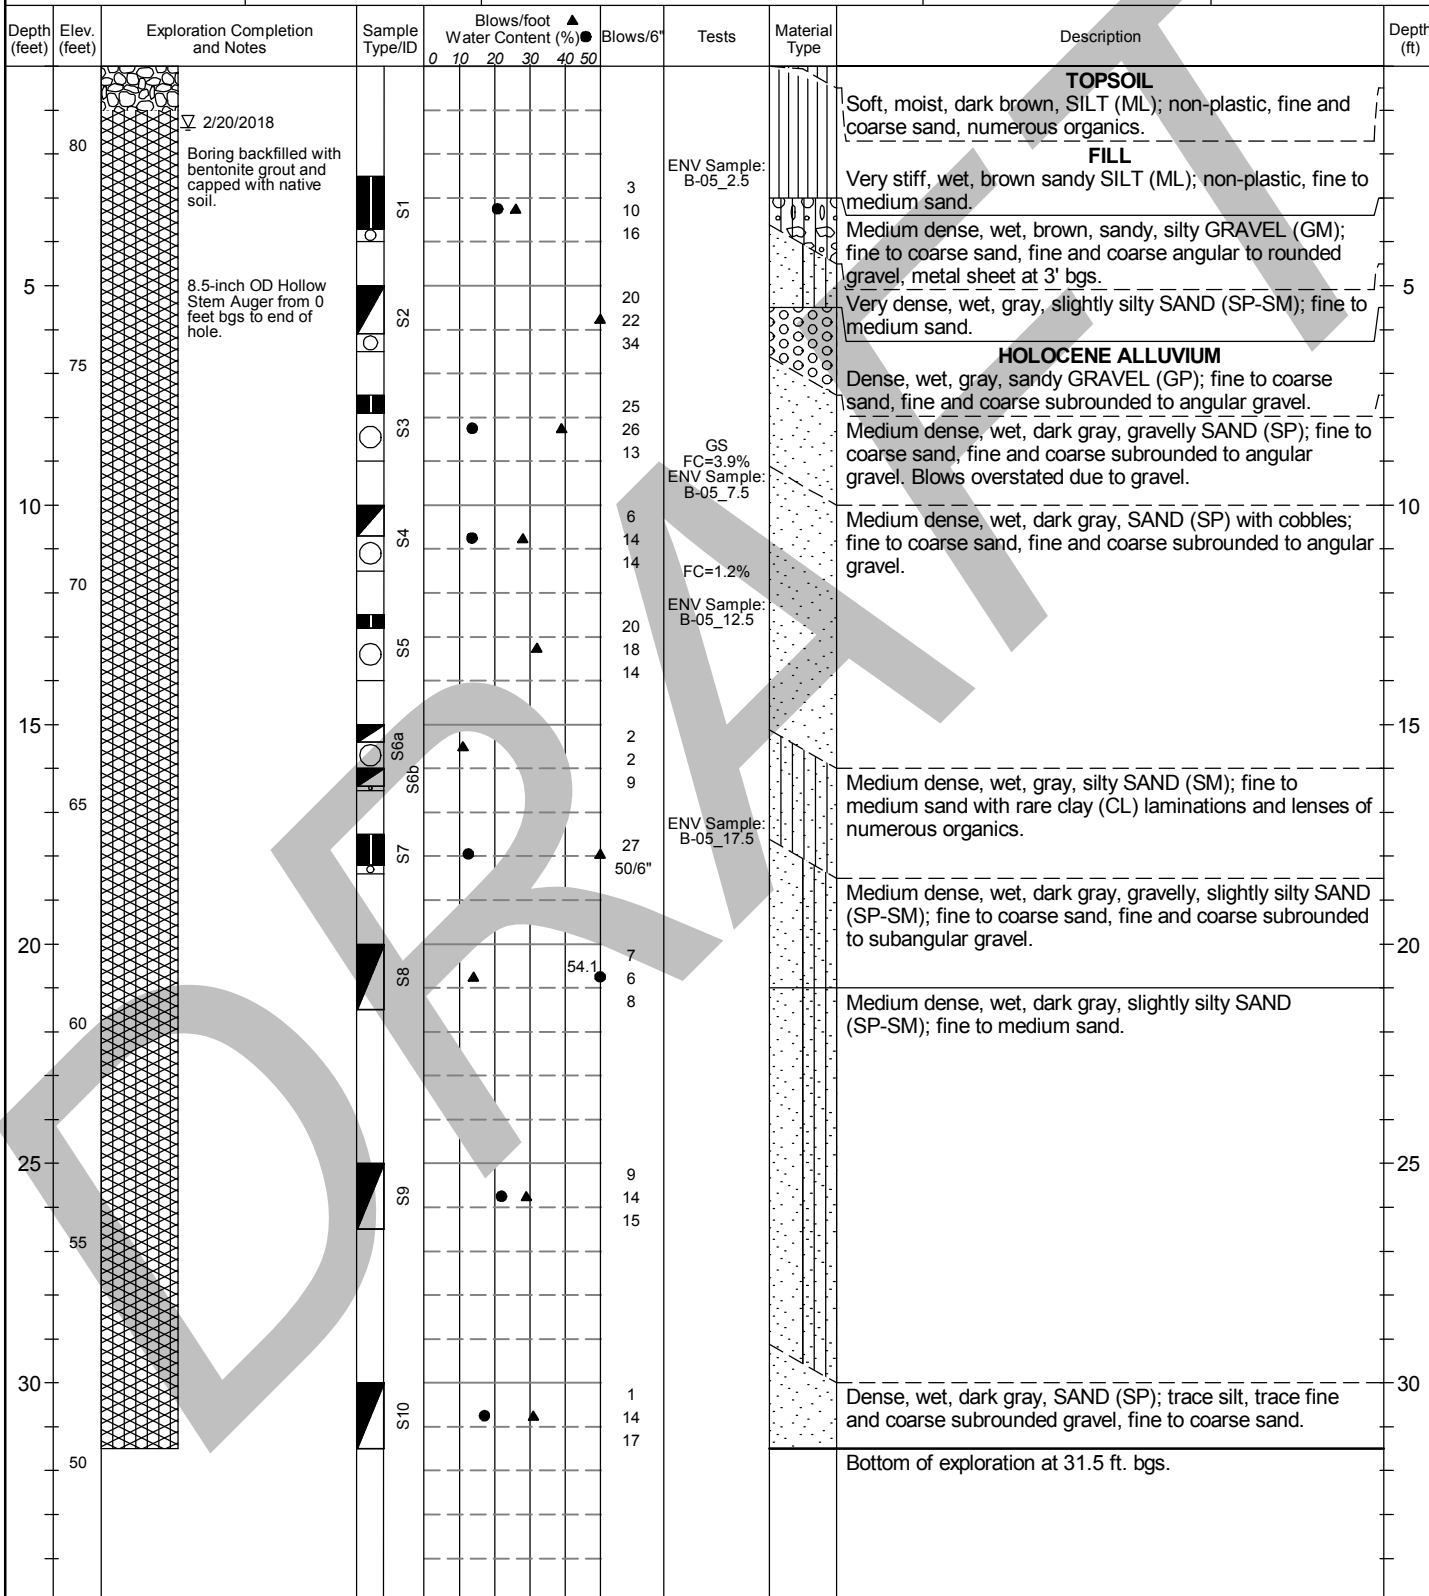 Depth
(feet)
Elev.
(feet)
Exploration Completion
and Notes
Sample
Type/ID
Blows/foot ▲
Water Content (%) ●
0 10 20 30 40 50
Blows/6"
Tests
Material
Type
Description
Depth
(ft)
2/20/2018
Boring backfilled with
bentonite grout and
capped with native
soil.
8.5-inch OD Hollow
Stem Auger from 0
feet bgs to end of
hole.
5
10
15
20
25
30
80
75
70
65
60
55
50
S1
S2
S3
S4
S5
S6a
S6b
S7
S8
S9
S10
54.1
3
10
16
20
22
34
25
26
13
6
14
14
20
18
14
2
2
9
27
50/6"
7
6
8
9
14
15
1
14
17
ENV Sample:
B-05_2.5
GS
FC=3.9%
ENV Sample:
B-05_7.5
FC=1.2%
ENV Sample:
B-05_12.5
ENV Sample:
B-05_17.5
TOPSOIL
Soft, moist, dark brown, SILT (ML); non-plastic, fine and
coarse sand, numerous organics.
FILL
Very stiff, wet, brown sandy SILT (ML); non-plastic, fine to
medium sand.
Medium dense, wet, brown, sandy, silty GRAVEL (GM);
fine to coarse sand, fine and coarse angular to rounded
gravel, metal sheet at 3' bgs.
Very dense, wet, gray, slightly silty SAND (SP-SM); fine to
medium sand.
HOLOCENE ALLUVIUM
Dense, wet, gray, sandy GRAVEL (GP); fine to coarse
sand, fine and coarse subrounded to angular gravel.
Medium dense, wet, dark gray, gravelly SAND (SP); fine to
coarse sand, fine and coarse subrounded to angular
gravel. Blows overstated due to gravel.
Medium dense, wet, dark gray, SAND (SP) with cobbles;
fine to coarse sand, fine and coarse subrounded to angular
gravel.
Medium dense, wet, gray, silty SAND (SM); fine to
medium sand with rare clay (CL) laminations and lenses of
numerous organics.
Medium dense, wet, dark gray, gravelly, slightly silty SAND
(SP-SM); fine to coarse sand, fine and coarse subrounded
to subangular gravel.
Medium dense, wet, dark gray, slightly silty SAND
(SP-SM); fine to medium sand.
Dense, wet, dark gray, SAND (SP); trace silt, trace fine
and coarse subrounded gravel, fine to coarse sand.
Bottom of exploration at 31.5 ft. bgs.
5
10
15
20
25
30
DRAFT